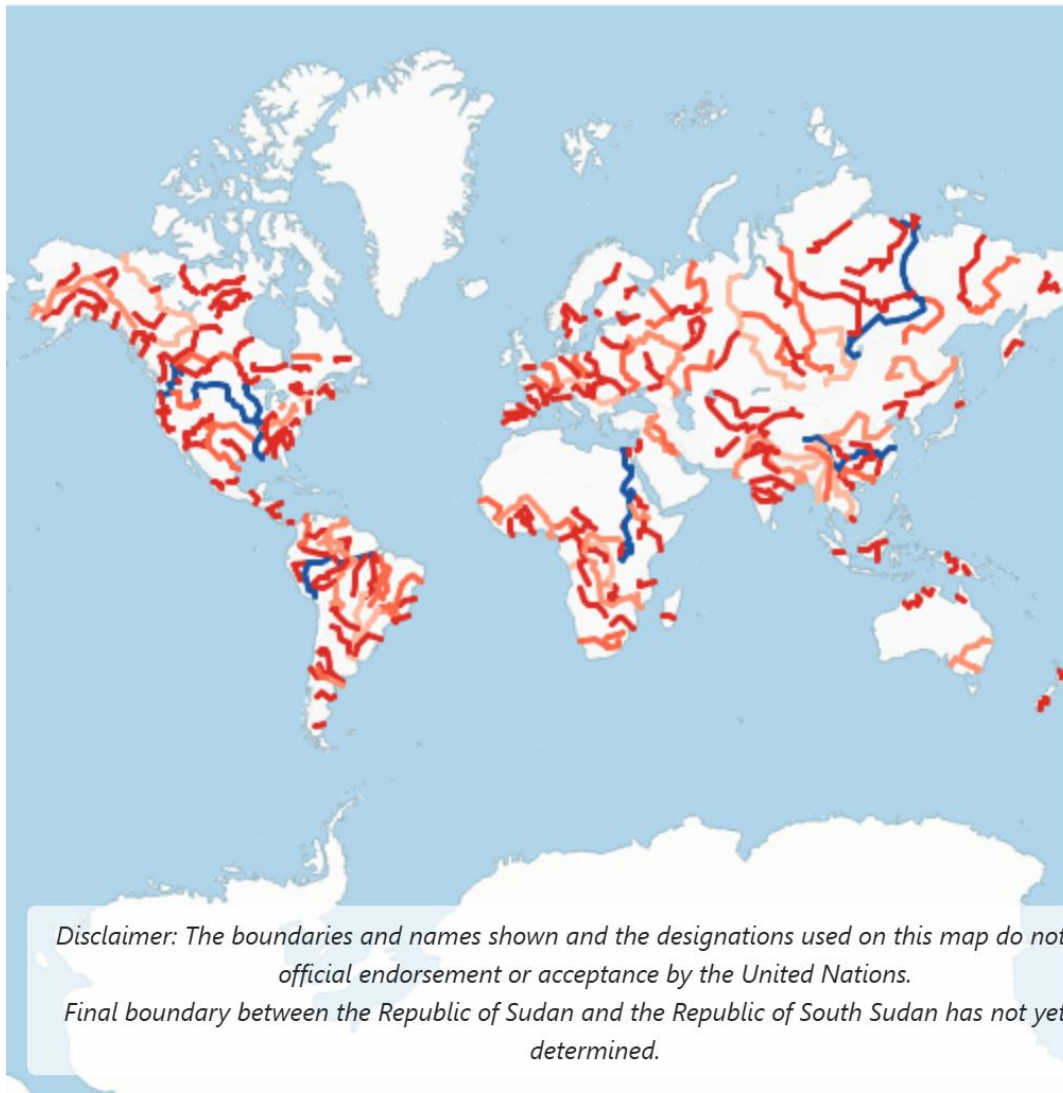 Disclaimer: The boundaries and names shown and the designations used on this map do not
official endorsement or acceptance by the United Nations.
Final boundary between the Republic of Sudan and the Republic of South Sudan has not yet
determined.